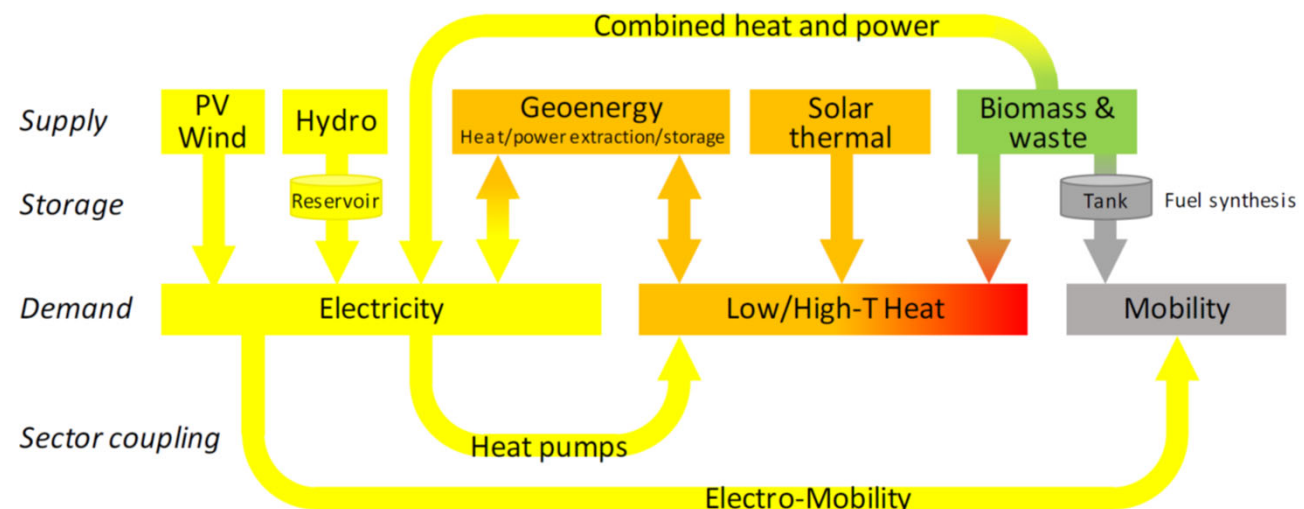 Combined heat and power
Supply
PV
Wind
Hydro
Geoenergy
Heat/power extraction/storage
Solar
thermal
Biomass &
waste
Storage
Reservoir
Tank
Fuel synthesis
Demand
Electricity
Low/High-T Heat
Mobility
Sector coupling
Heat pumps
Electro-Mobility